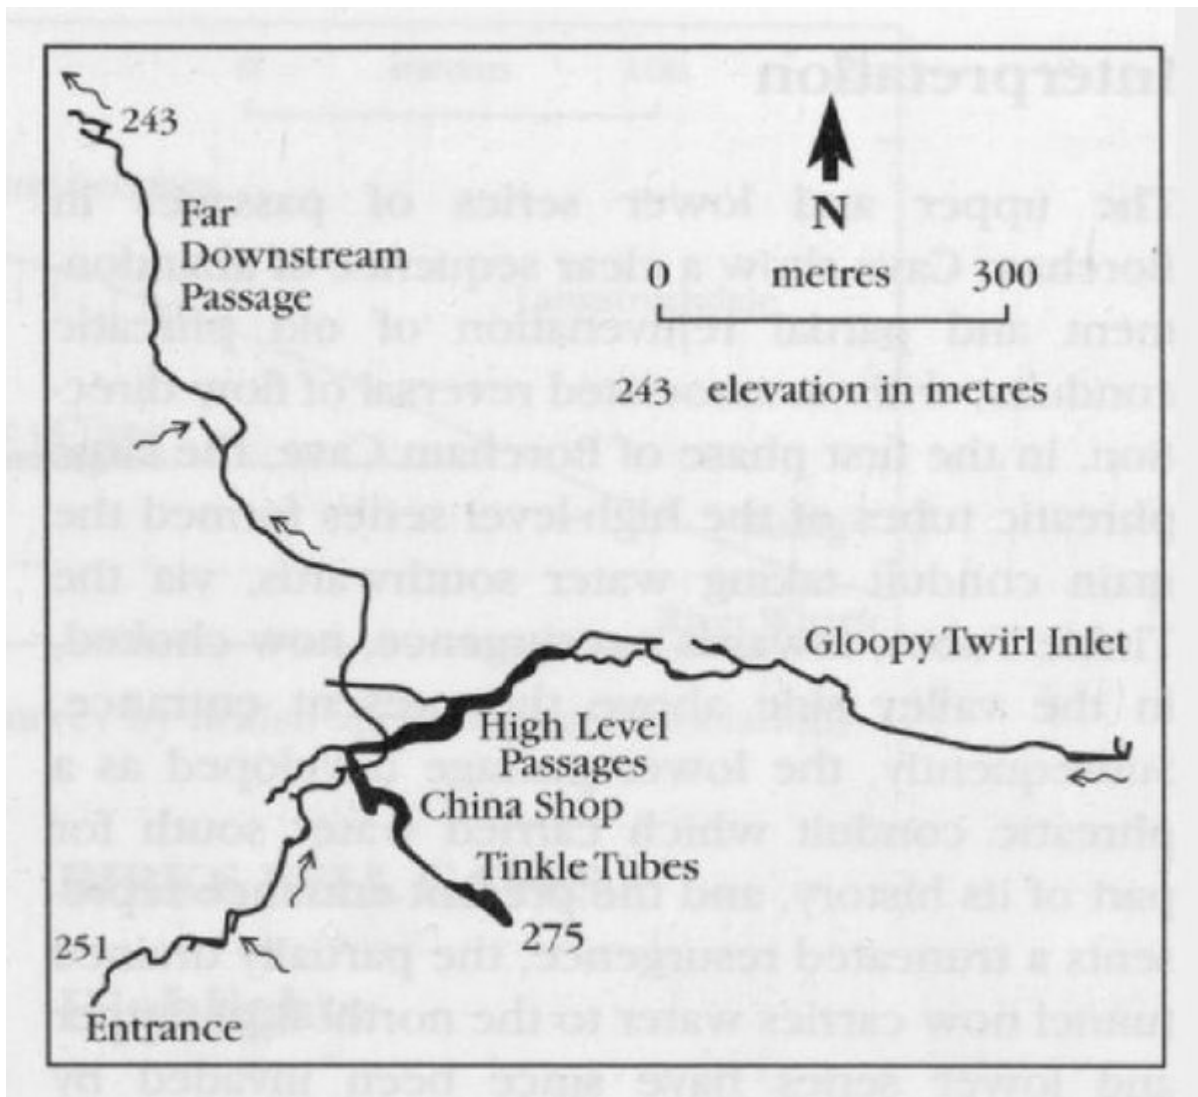 243
Far
Downstream
Passage
N
0 metres 300
243 elevation in metres
Gloopy Twirl Inlet
High Level
Passages
China Shop
Tinkle Tubes
275
251
Entrance